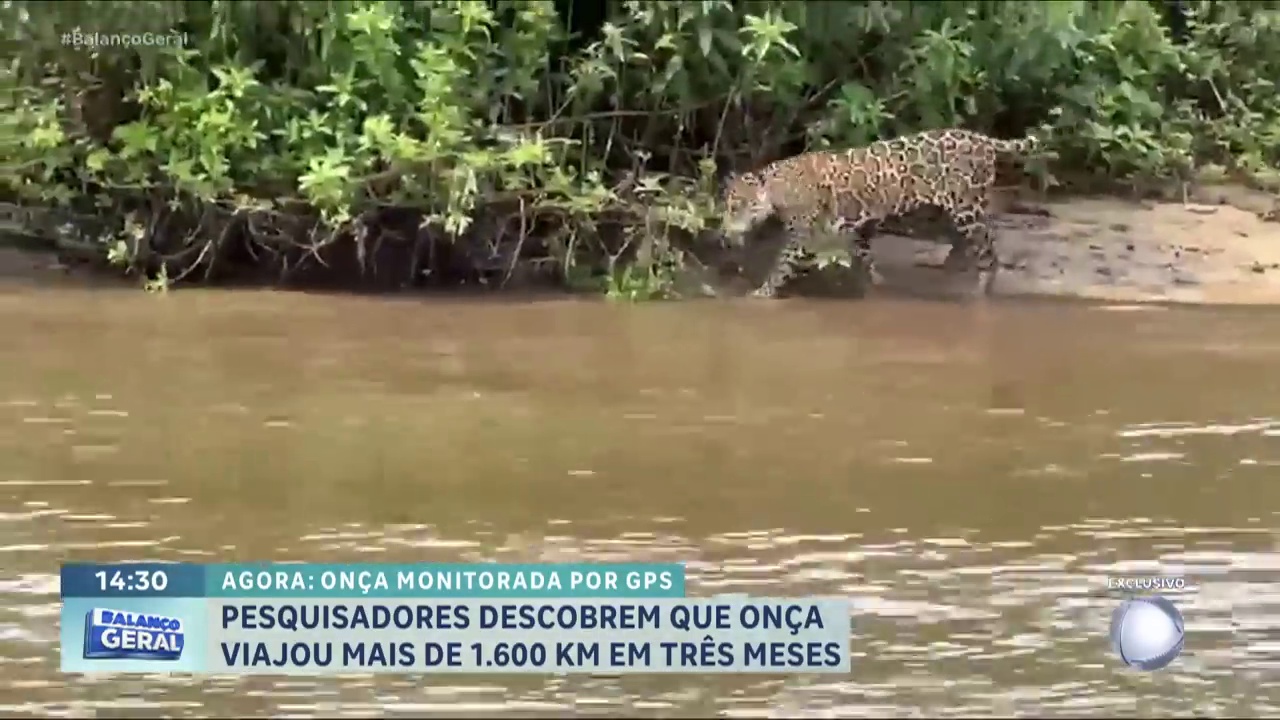 #BalançoGeral
14:30
AGORA: ONÇA MONITORADA POR GPS
BALANÇO
GERAL
PESQUISADORES DESCOBREM QUE ONÇA
VIAJOU MAIS DE 1.600 KM EM TRÊS MESES
EXCLUSIVO